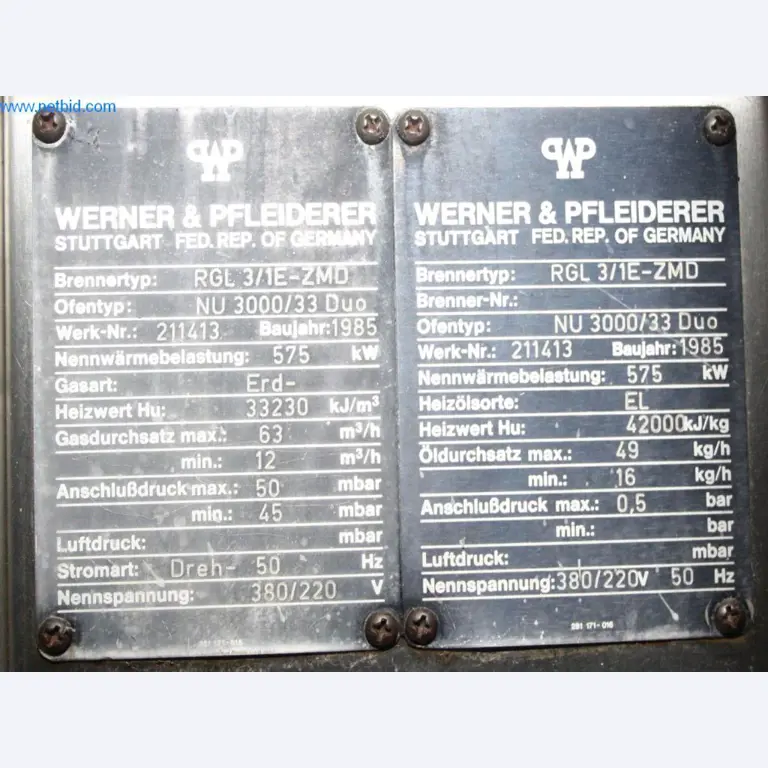 www.netbid.com
WP
WERNER & PFLEIDERER
STUTTGART FED. REP. OF GERMANY
Brennertyp: RGL 3/1E-ZMD
Ofentyp: NU 3000/33 Duo
Werk-Nr.: 211413 Baujahr: 1985
Nennwärmebelastung: 575 kW
Gasart: Erd-
Heizwert Hu: 33230 kJ/m³
Gasdurchsatz max.: 63 m³/h
min.: 12 m³/h
Anschlußdruck max.: 50 mbar
min.: 45 mbar
Luftdruck: mbar
Stromart: Dreh- 50 Hz
Nennspannung: 380/220 V
WP
WERNER & PFLEIDERER
STUTTGART FED. REP. OF GERMANY
Brennertyp: RGL 3/1E-ZMD
Brenner-Nr.:
Ofentyp: NU 3000/33 Duo
Werk-Nr.: 211413 Baujahr: 1985
Nennwärmebelastung: 575 kW
Heizölsorte: EL
Heizwert Hu: 42000 kJ/kg
Öldurchsatz max.: 49 kg/h
min.: 16 kg/h
Anschlußdruck max.: 0,5 bar
min.: bar
Luftdruck: mbar
Nennspannung: 380/220 V 50 Hz
281 171-016